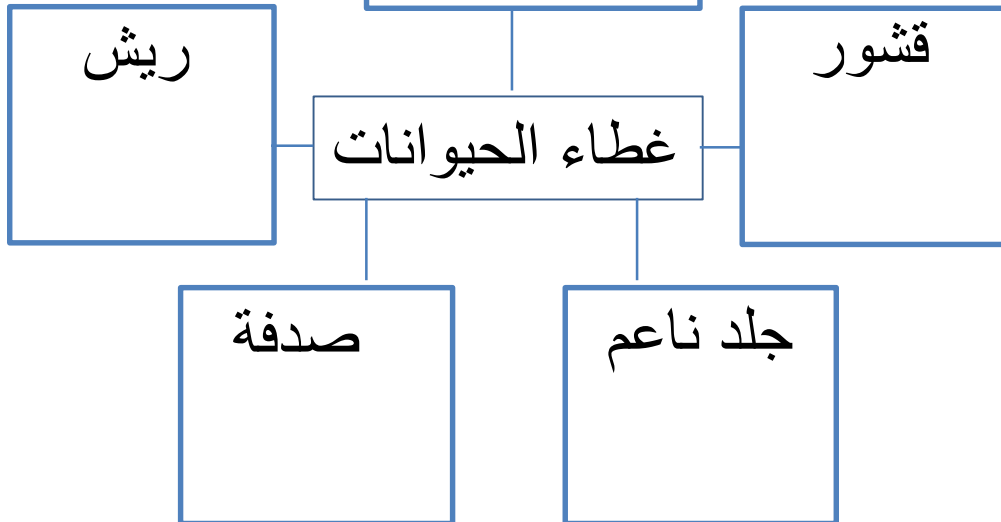 قشور
ريش
غطاء الحيوانات
جلد ناعم
صدفة